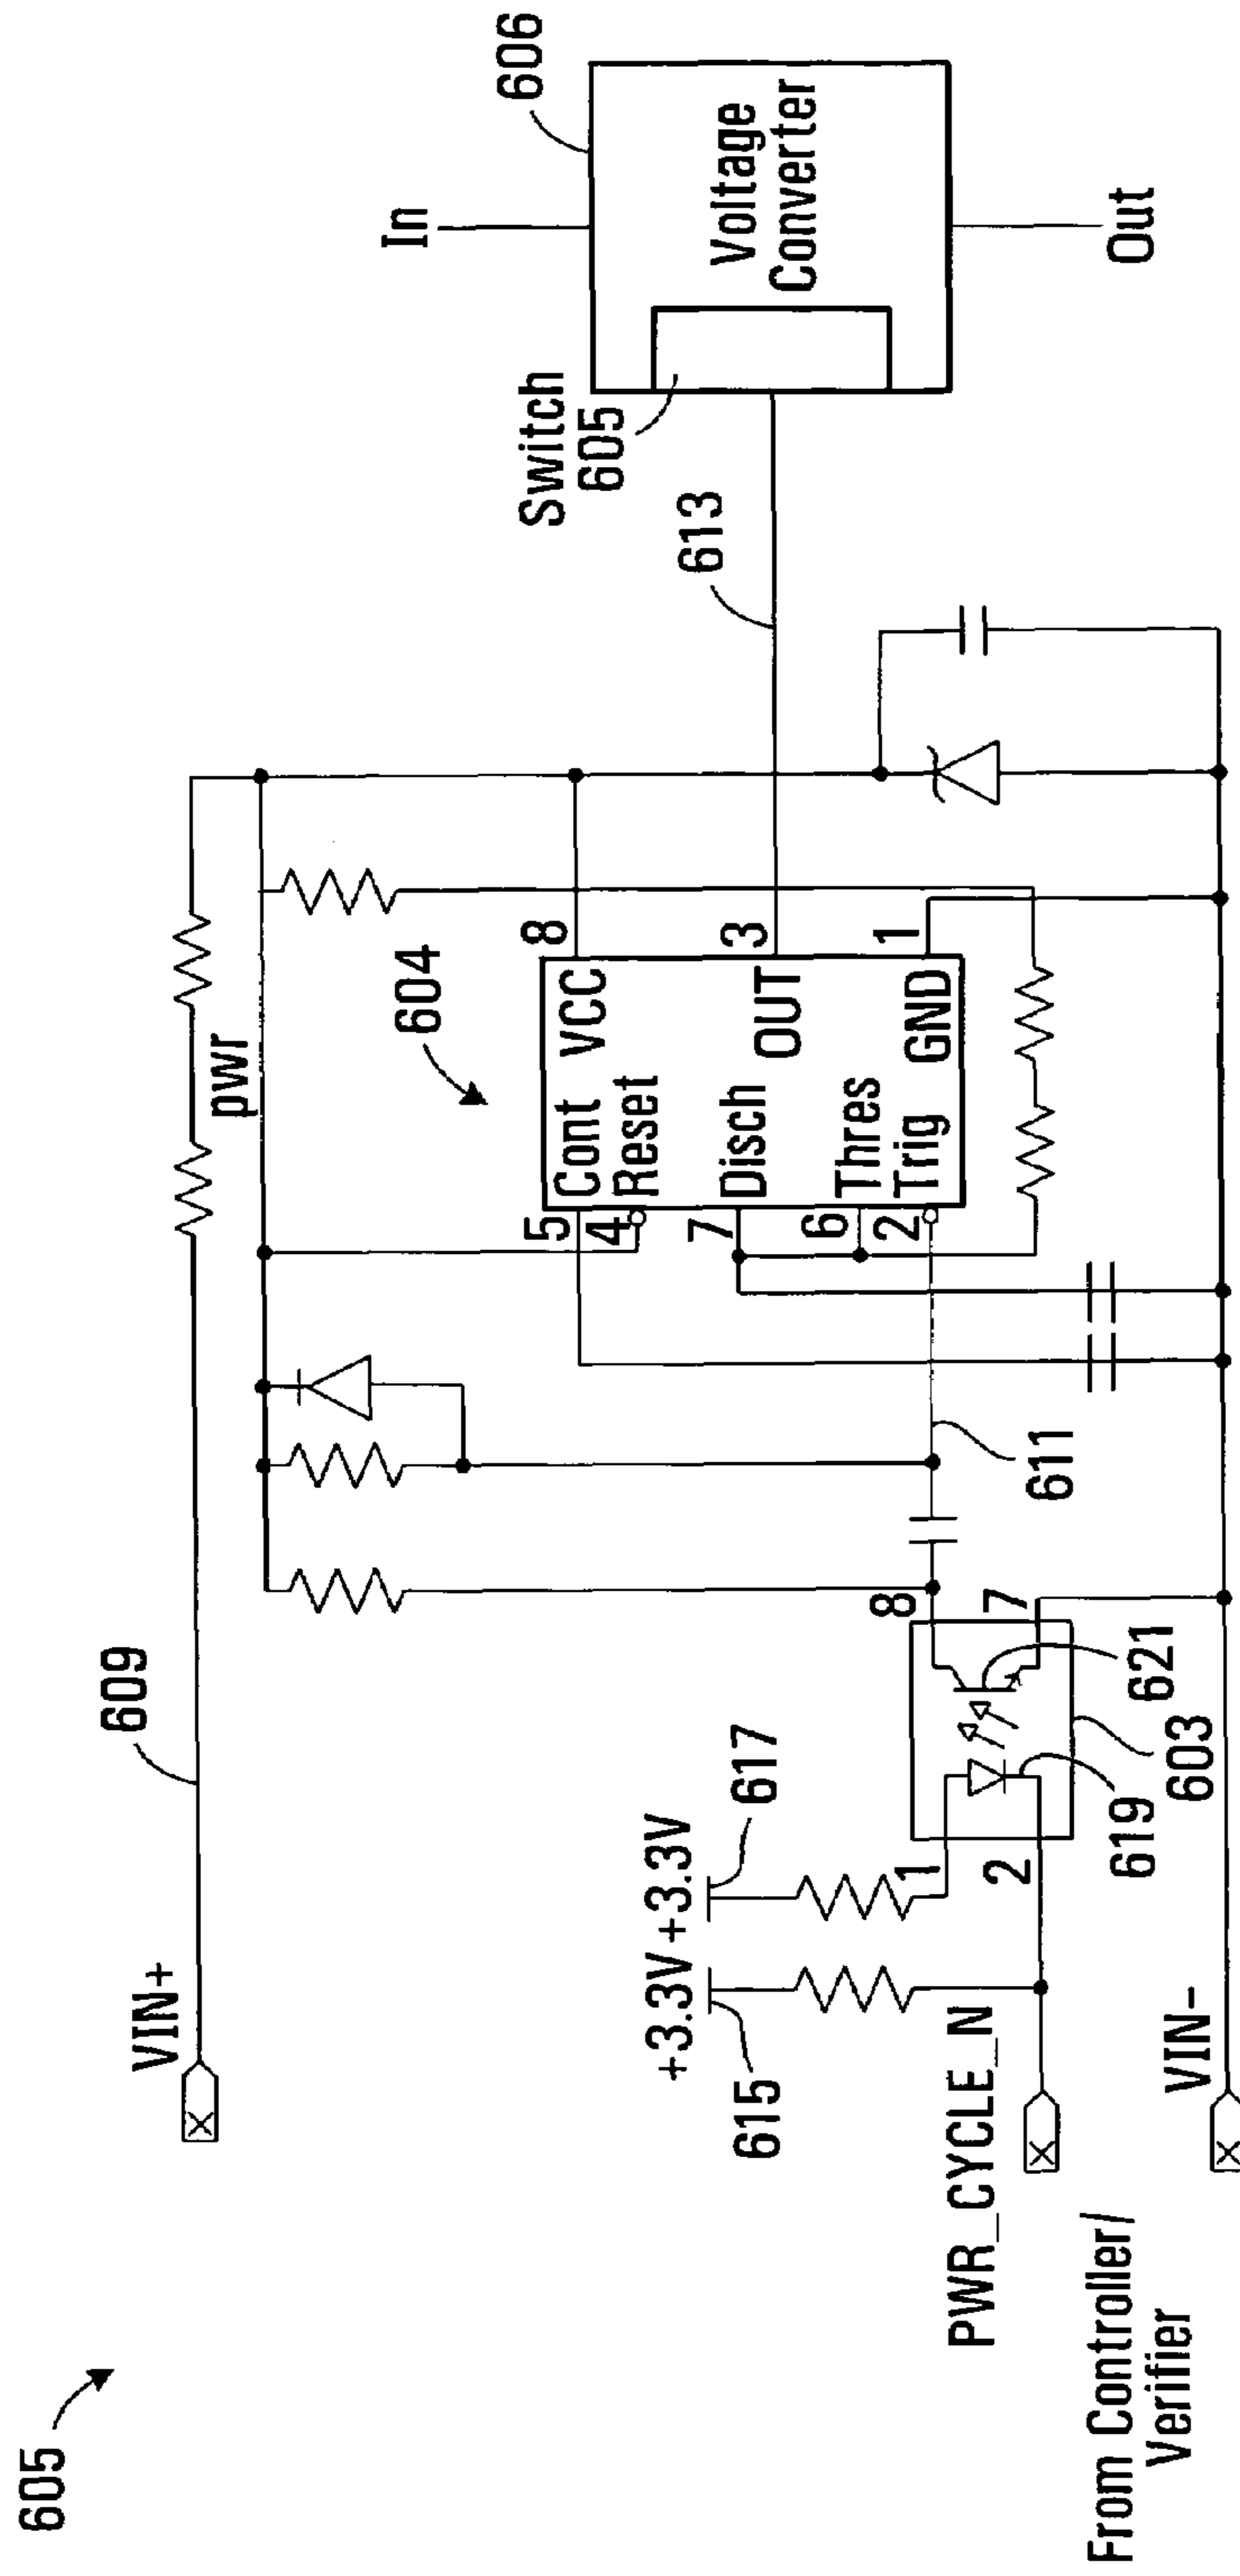 605
VIN+
609
pwr
604
5
Cont
VCC
8
4
Reset
7
Disch
OUT
3
6
Thres
2
Trig
GND
1
In
606
Voltage
Converter
Out
Switch
605
613
611
+3.3V
+3.3V
615
617
1
2
8
7
621
603
619
PWR_CYCLE_N
From Controller/
Verifier
VIN-
X
X
X